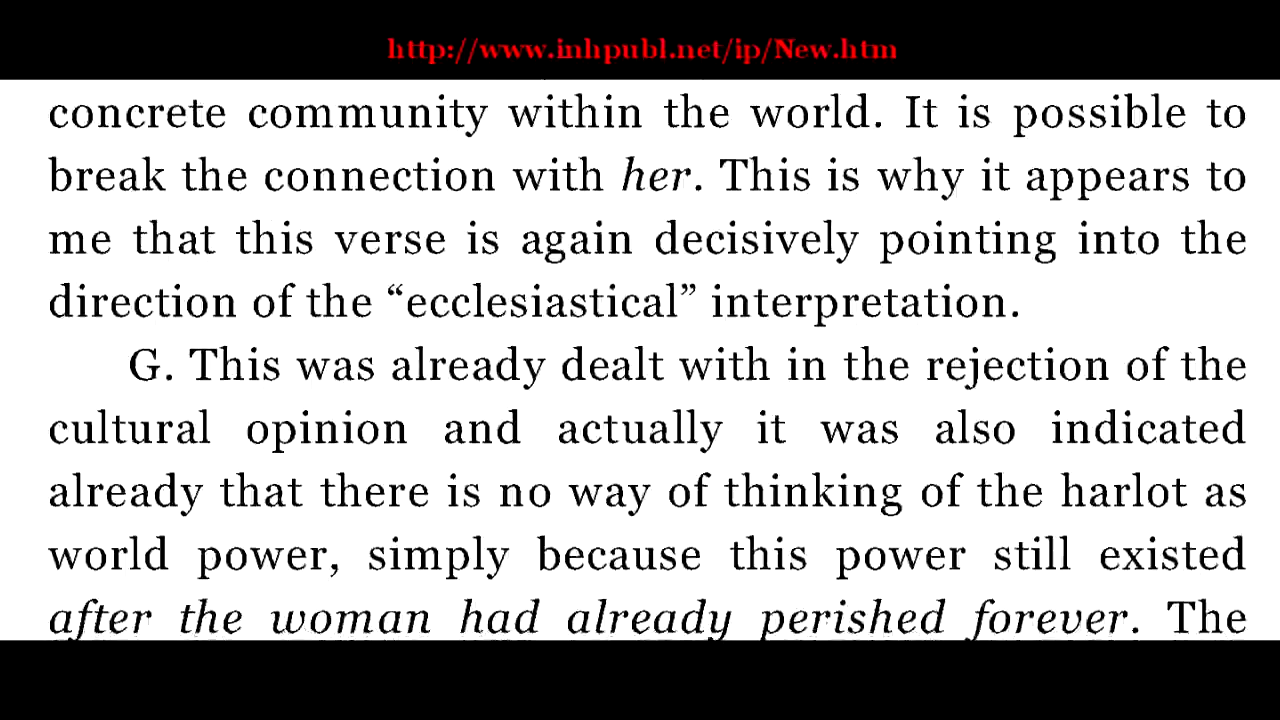 http://www.inhpubl.net/ip/New.htm
concrete community within the world. It is possible to
break the connection with her. This is why it appears to
me that this verse is again decisively pointing into the
direction of the “ecclesiastical” interpretation.
G. This was already dealt with in the rejection of the
cultural opinion and actually it was also indicated
already that there is no way of thinking of the harlot as
world power, simply because this power still existed
after the woman had already perished forever. The